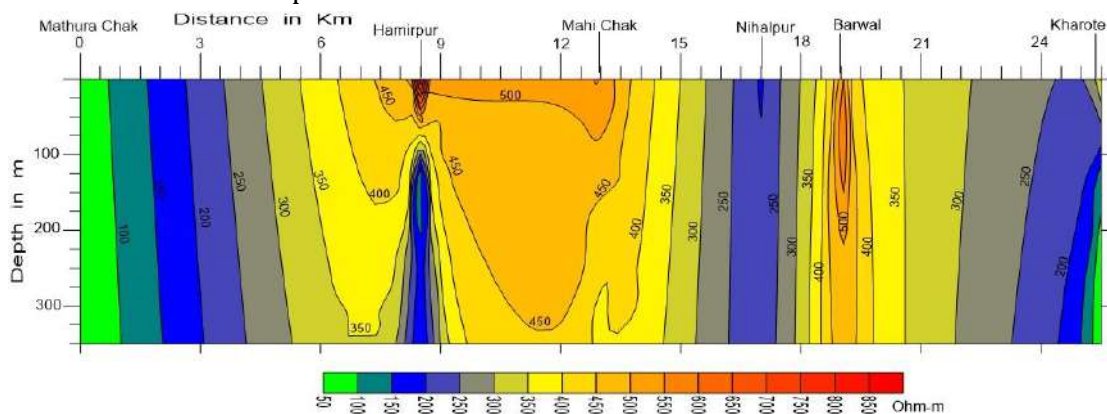 Distance in Km
Mathura Chak Hamirpur Mahi Chak Nihalpur Barwal Kharote
0 3 6 9 12 15 18 21 24
Depth in m
100
200
300
100 200 250 300 350 400 450 350 450 500 450 450 400 350 300 250 250 300 350 400 500 400 350 300 250 200
50 100 150 200 250 300 350 400 450 500 550 600 650 700 750 800 850 Ohm-m